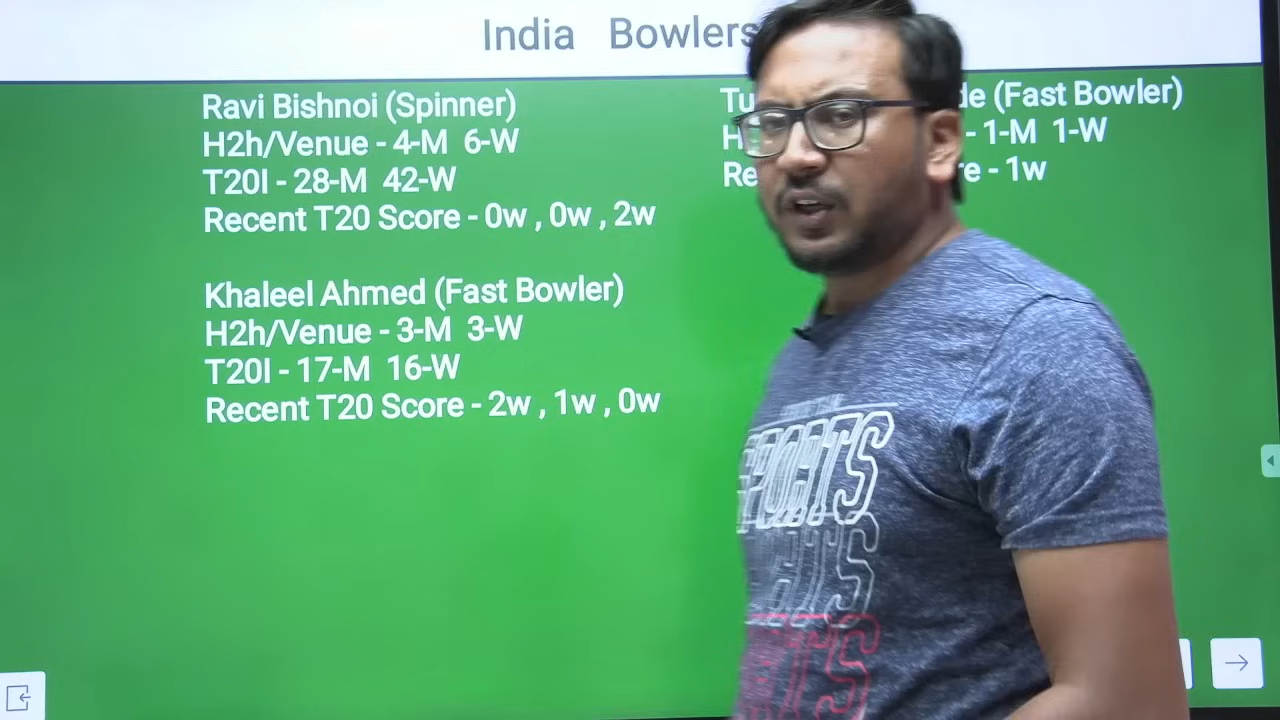 India Bowlers
Ravi Bishnoi (Spinner)
H2h/Venue - 4-M 6-W
T20I - 28-M 42-W
Recent T20 Score - 0w , 0w , 2w
Khaleel Ahmed (Fast Bowler)
H2h/Venue - 3-M 3-W
T20I - 17-M 16-W
Recent T20 Score - 2w , 1w , 0w
(Fast Bowler)
- 1-M 1-W
- 1w
SPORTS